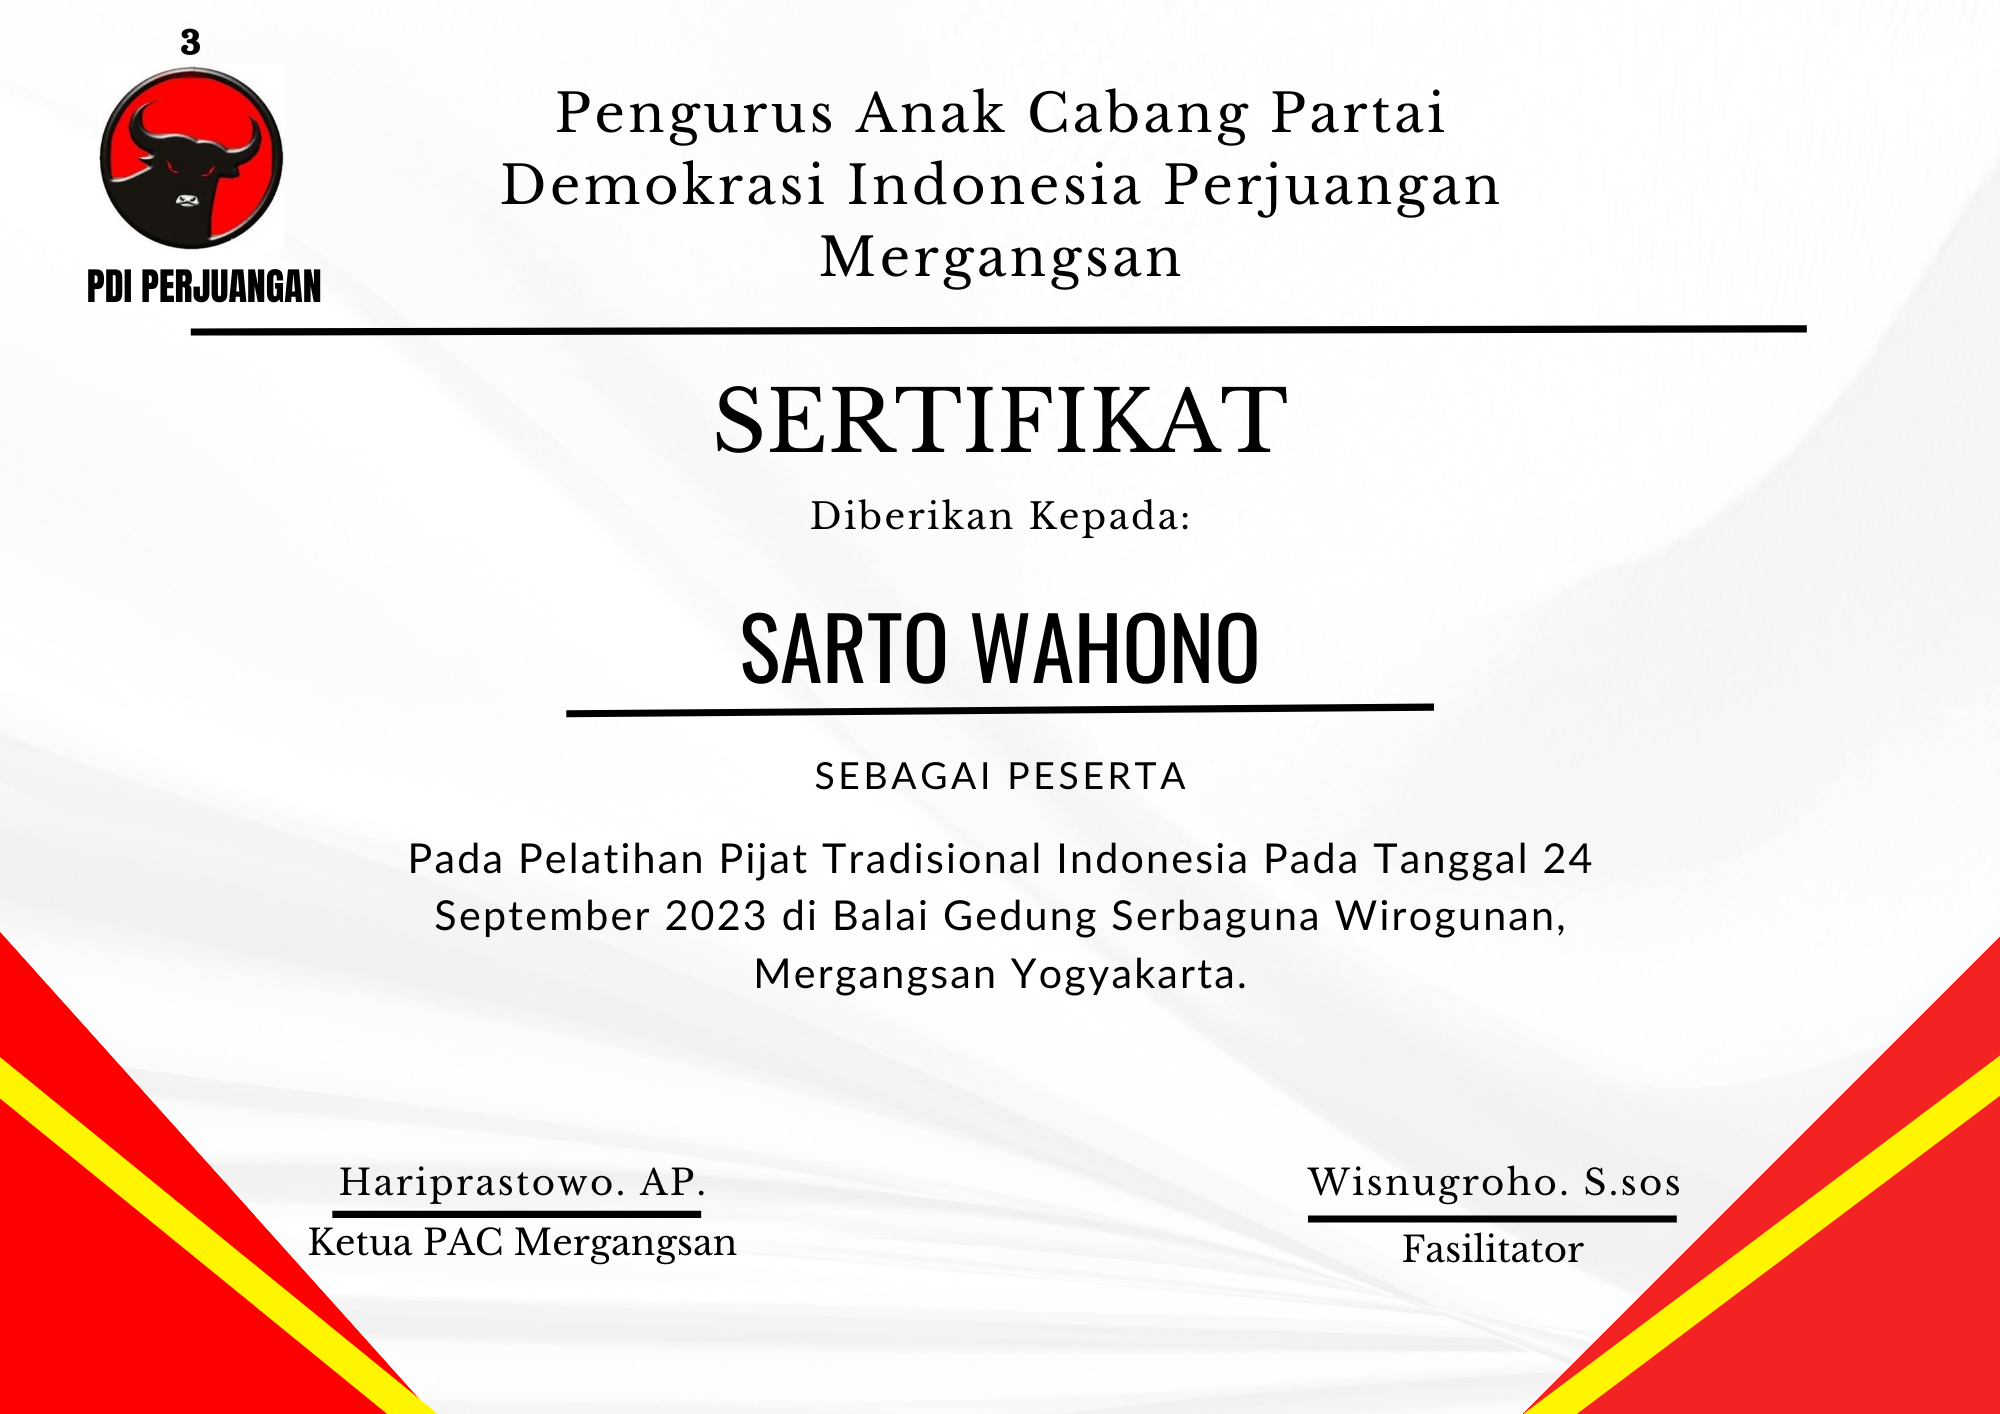 3
PDI PERJUANGAN
Pengurus Anak Cabang Partai
Demokrasi Indonesia Perjuangan
Mergangsan
SERTIFIKAT
Diberikan Kepada:
SARTO WAHONO
SEBAGAI PESERTA
Pada Pelatihan Pijat Tradisional Indonesia Pada Tanggal 24
September 2023 di Balai Gedung Serbaguna Wirogunan,
Mergangsan Yogyakarta.
Hariprastowo. AP.
Ketua PAC Mergangsan
Wisnugroho. S.sos
Fasilitator